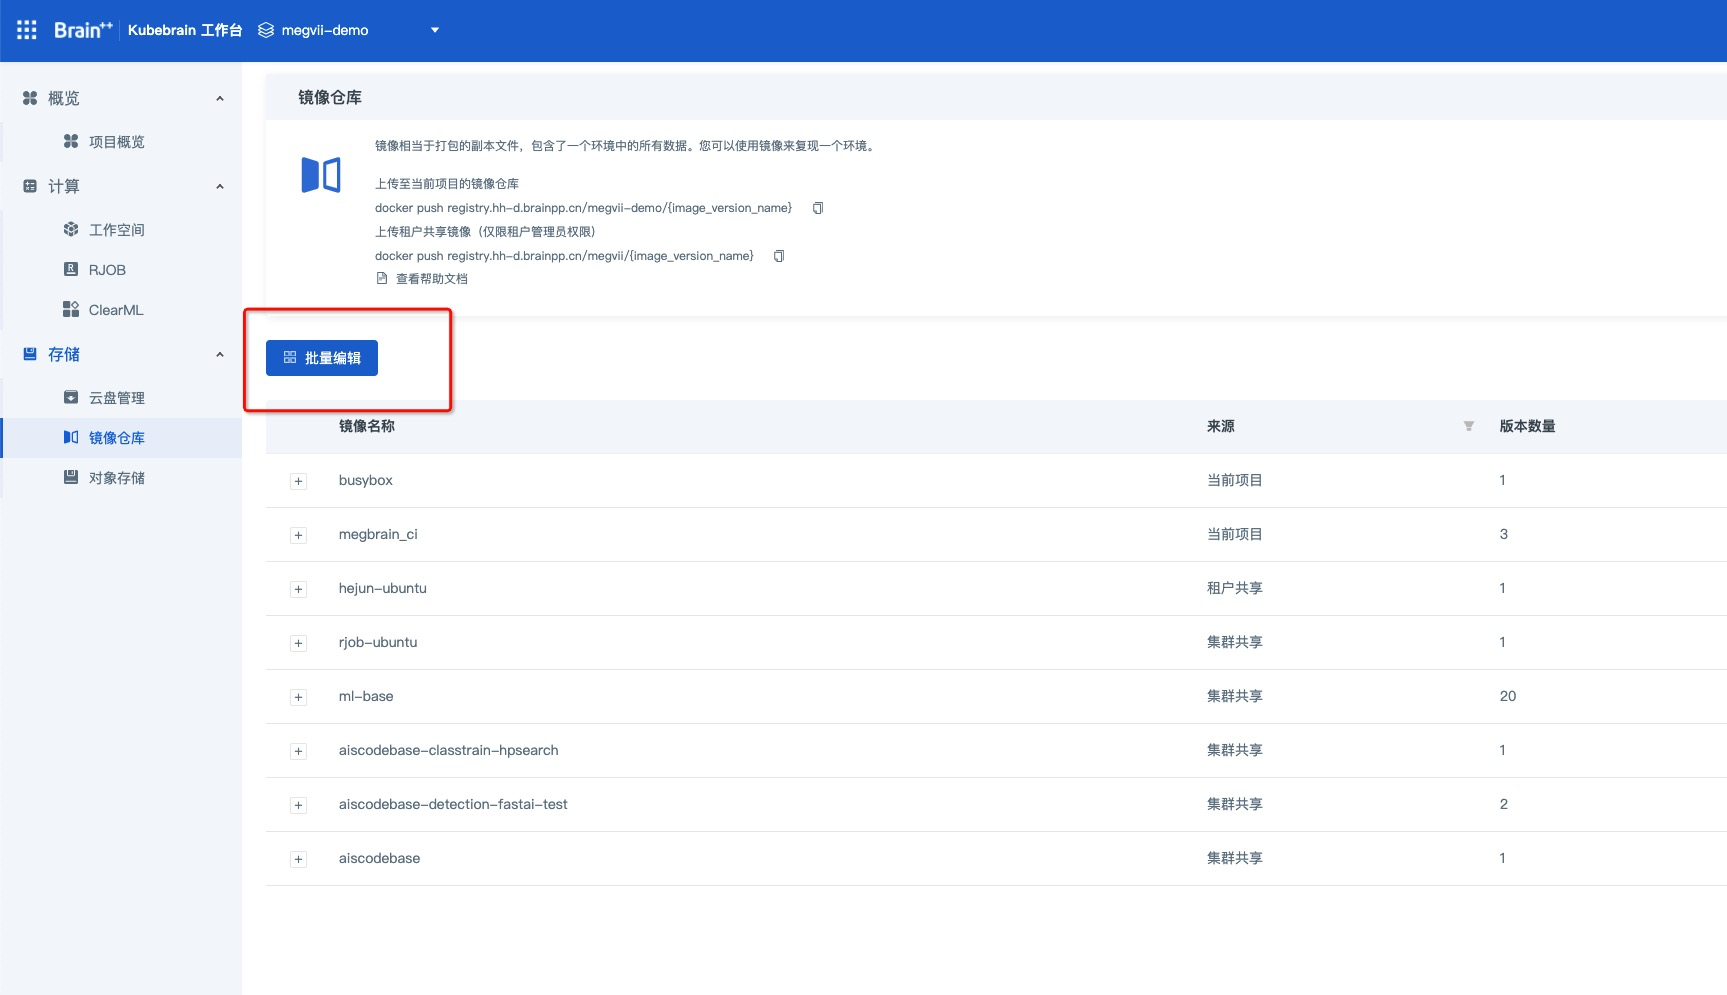 Brain++ Kubebrain 工作台 megvii-demo
概览
项目概览
计算
工作空间
RJOB
ClearML
存储
云盘管理
镜像仓库
对象存储
镜像仓库
镜像相当于打包的副本文件，包含了一个环境中的所有数据。您可以使用镜像来复现一个环境。
上传至当前项目的镜像仓库
docker push registry.hh-d.brainpp.cn/megvii-demo/{image_version_name}
上传租户共享镜像（仅限租户管理员权限）
docker push registry.hh-d.brainpp.cn/megvii/{image_version_name}
查看帮助文档
批量编辑
镜像名称 来源 版本数量
busybox 当前项目 1
megbrain_ci 当前项目 3
hejun-ubuntu 租户共享 1
rjob-ubuntu 集群共享 1
ml-base 集群共享 20
aiscodebase-classtrain-hpsearch 集群共享 1
aiscodebase-detection-fastai-test 集群共享 2
aiscodebase 集群共享 1